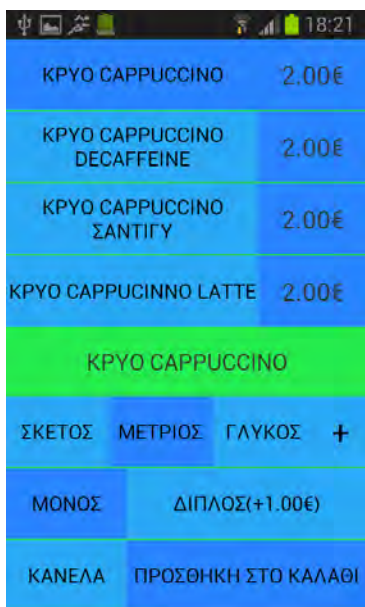 18:21
ΚΡΥΟ CAPPUCCINO 2.00€
ΚΡΥΟ CAPPUCCINO
DECAFFEINE 2.00€
ΚΡΥΟ CAPPUCCINO
ΣΑΝΤΙΓΥ 2.00€
ΚΡΥΟ CAPPUCINNO LATTE 2.00€
ΚΡΥΟ CAPPUCCINO
ΣΚΕΤΟΣ ΜΕΤΡΙΟΣ ΓΛΥΚΟΣ +
ΜΟΝΟΣ ΔΙΠΛΟΣ(+1.00€)
ΚΑΝΕΛΑ ΠΡΟΣΘΗΚΗ ΣΤΟ ΚΑΛΑΘΙ